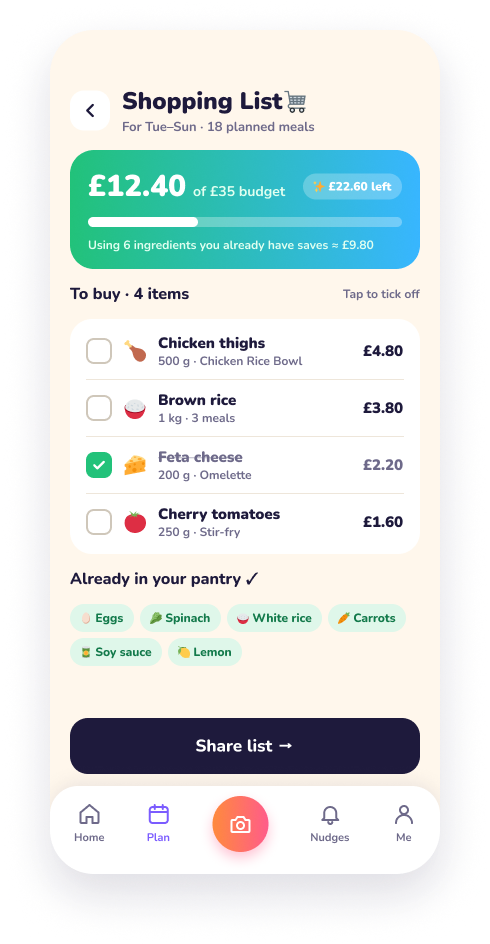 Shopping List🛒
For Tue–Sun · 18 planned meals
£12.40 of £35 budget
✨ £22.60 left
Using 6 ingredients you already have saves ≈ £9.80
To buy · 4 items
Tap to tick off
Chicken thighs
500 g · Chicken Rice Bowl
£4.80
Brown rice
1 kg · 3 meals
£3.80
Feta cheese
200 g · Omelette
£2.20
Cherry tomatoes
250 g · Stir-fry
£1.60
Already in your pantry ✓
🥚 Eggs
🥬 Spinach
🍚 White rice
🥕 Carrots
🥫 Soy sauce
🍋 Lemon
Share list →
Home
Plan
Nudges
Me